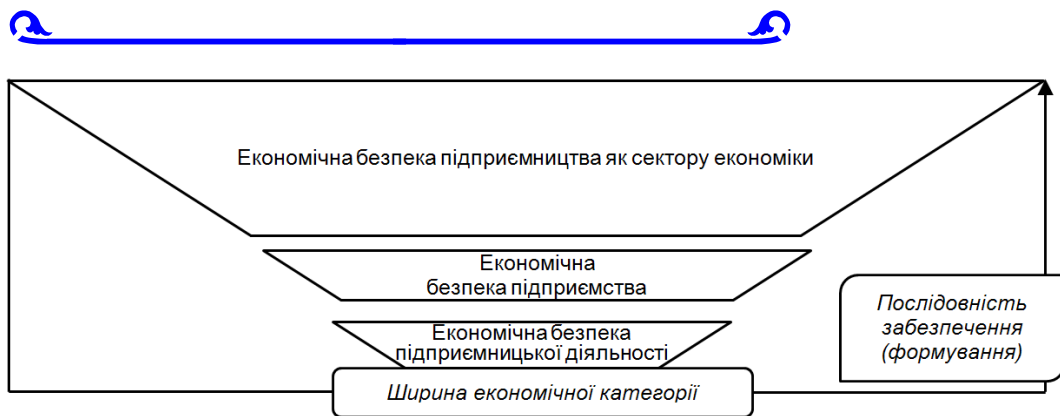 Економічна безпека підприємництва як сектору економіки
Економічна
безпека підприємства
Економічна безпека
підприємницької діяльності
Послідовність
забезпечення
(формування)
Ширина економічної категорії